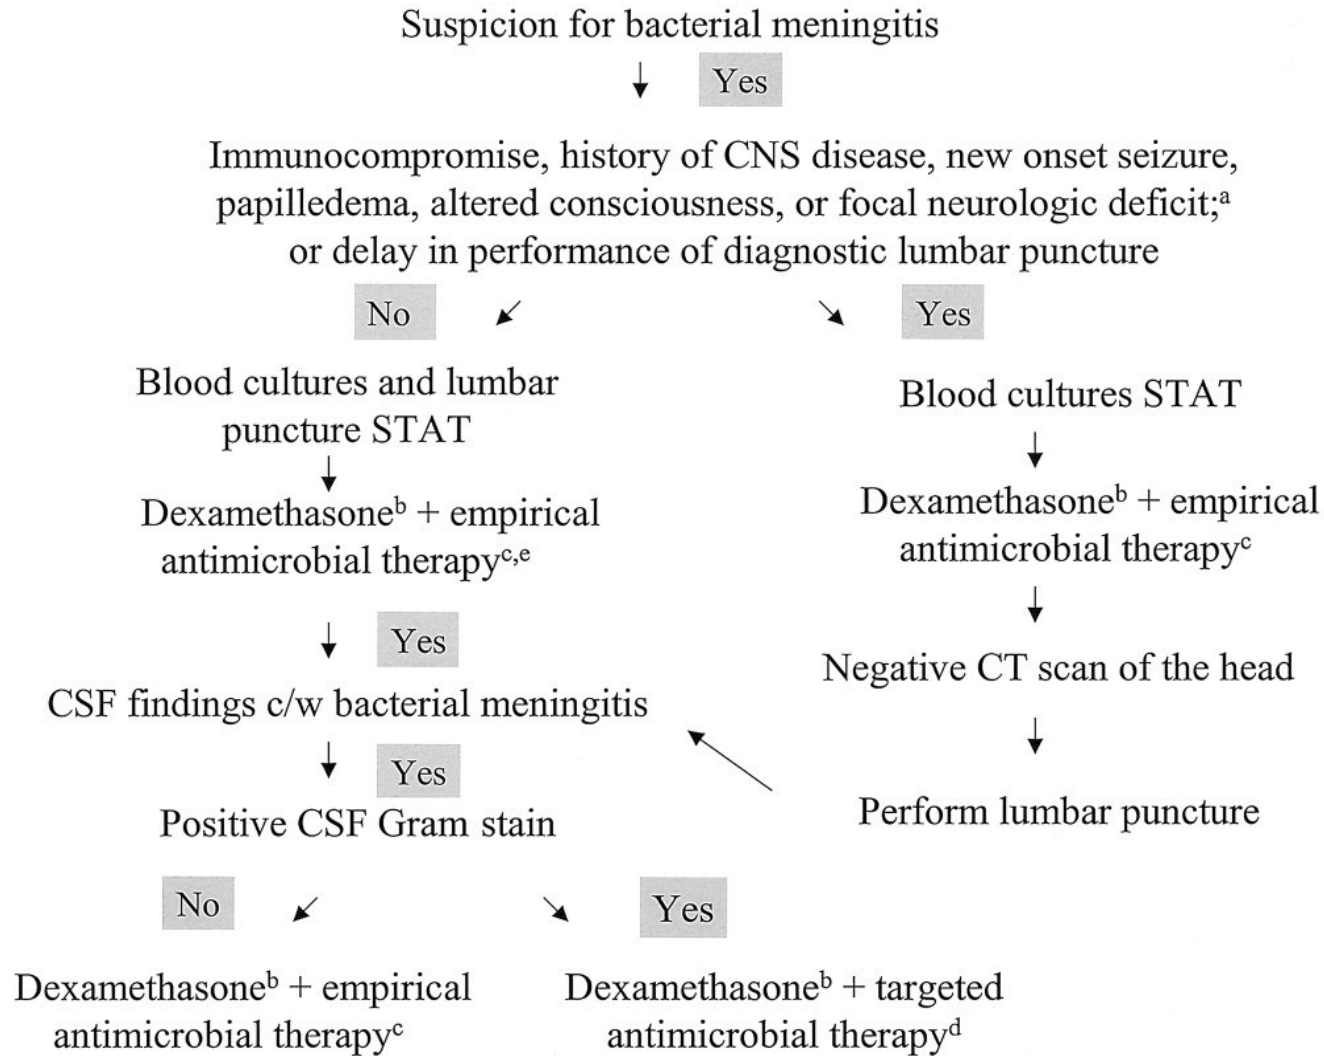 Suspicion for bacterial meningitis
Yes
Immunocompromise, history of CNS disease, new onset seizure,
papilledema, altered consciousness, or focal neurologic deficit;ᵃ
or delay in performance of diagnostic lumbar puncture
No
Yes
Blood cultures and lumbar
puncture STAT
Blood cultures STAT
Dexamethasoneᵇ + empirical
antimicrobial therapyᶜ,ᵉ
Dexamethasoneᵇ + empirical
antimicrobial therapyᶜ
Yes
Negative CT scan of the head
CSF findings c/w bacterial meningitis
Yes
Perform lumbar puncture
Positive CSF Gram stain
No
Yes
Dexamethasoneᵇ + empirical
antimicrobial therapyᶜ
Dexamethasoneᵇ + targeted
antimicrobial therapyᵈ